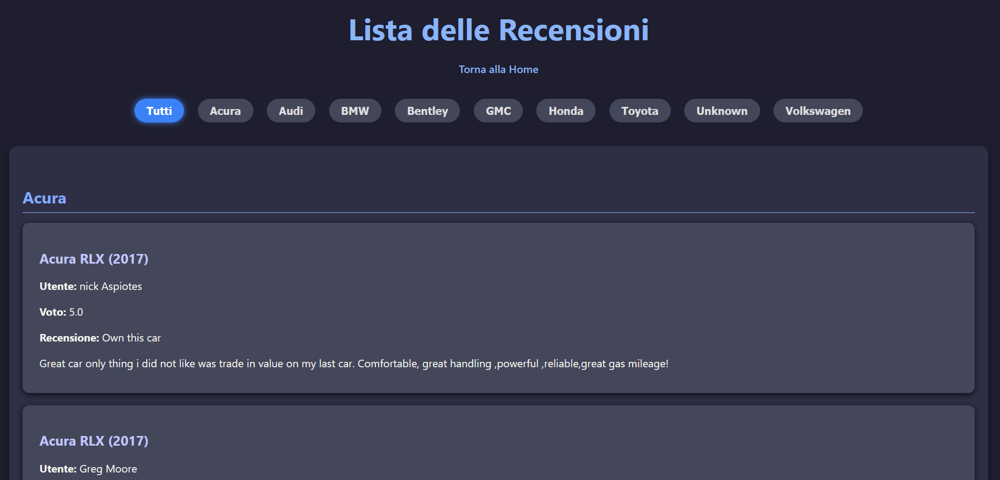 Lista delle Recensioni
Torna alla Home
Tutti Acura Audi BMW Bentley GMC Honda Toyota Unknown Volkswagen
Acura
Acura RLX (2017)
Utente: nick Aspiotes
Voto: 5.0
Recensione: Own this car
Great car only thing i did not like was trade in value on my last car. Comfortable, great handling ,powerful ,reliable,great gas mileage!
Acura RLX (2017)
Utente: Greg Moore